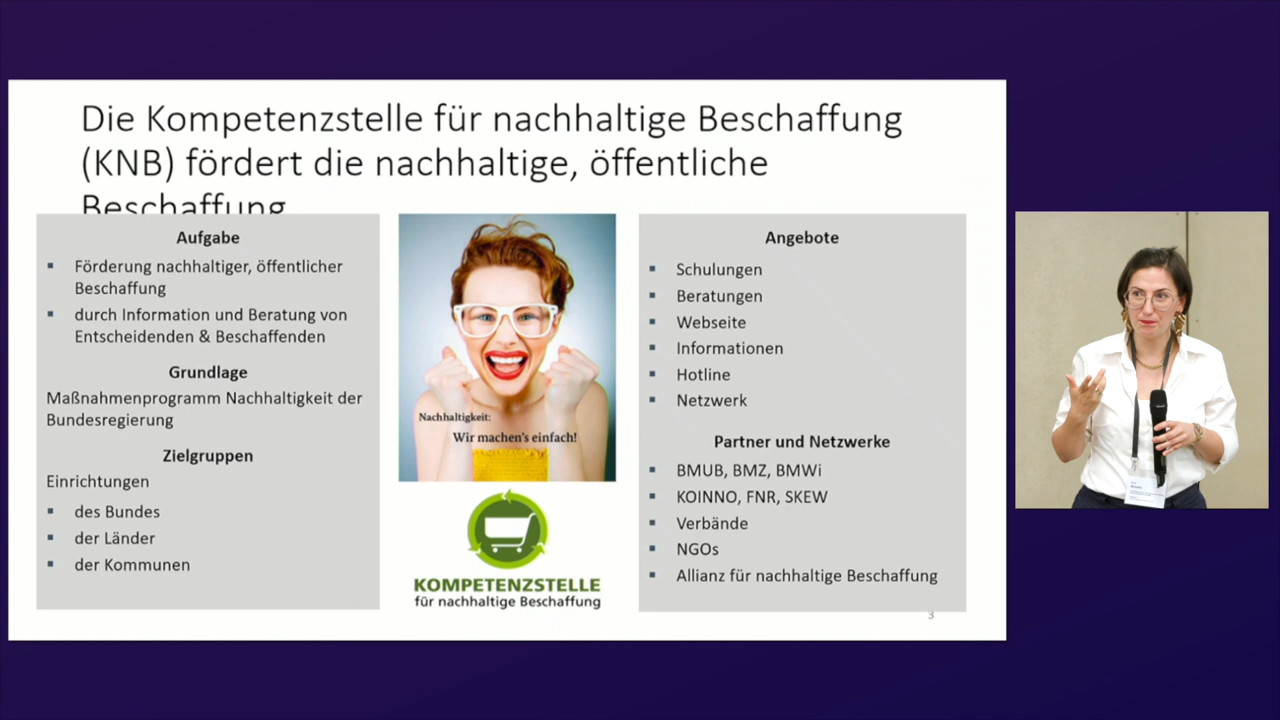 Die Kompetenzstelle für nachhaltige Beschaffung
(KNB) fördert die nachhaltige, öffentliche
Beschaffung
Aufgabe
▪ Förderung nachhaltiger, öffentlicher
Beschaffung
▪ durch Information und Beratung von
Entscheidenden & Beschaffenden
Grundlage
Maßnahmenprogramm Nachhaltigkeit der
Bundesregierung
Zielgruppen
Einrichtungen
▪ des Bundes
▪ der Länder
▪ der Kommunen
Nachhaltigkeit:
Wir machen's einfach!
KOMPETENZSTELLE
für nachhaltige Beschaffung
Angebote
▪ Schulungen
▪ Beratungen
▪ Webseite
▪ Informationen
▪ Hotline
▪ Netzwerk
Partner und Netzwerke
▪ BMUB, BMZ, BMWi
▪ KOINNO, FNR, SKEW
▪ Verbände
▪ NGOs
▪ Allianz für nachhaltige Beschaffung
3